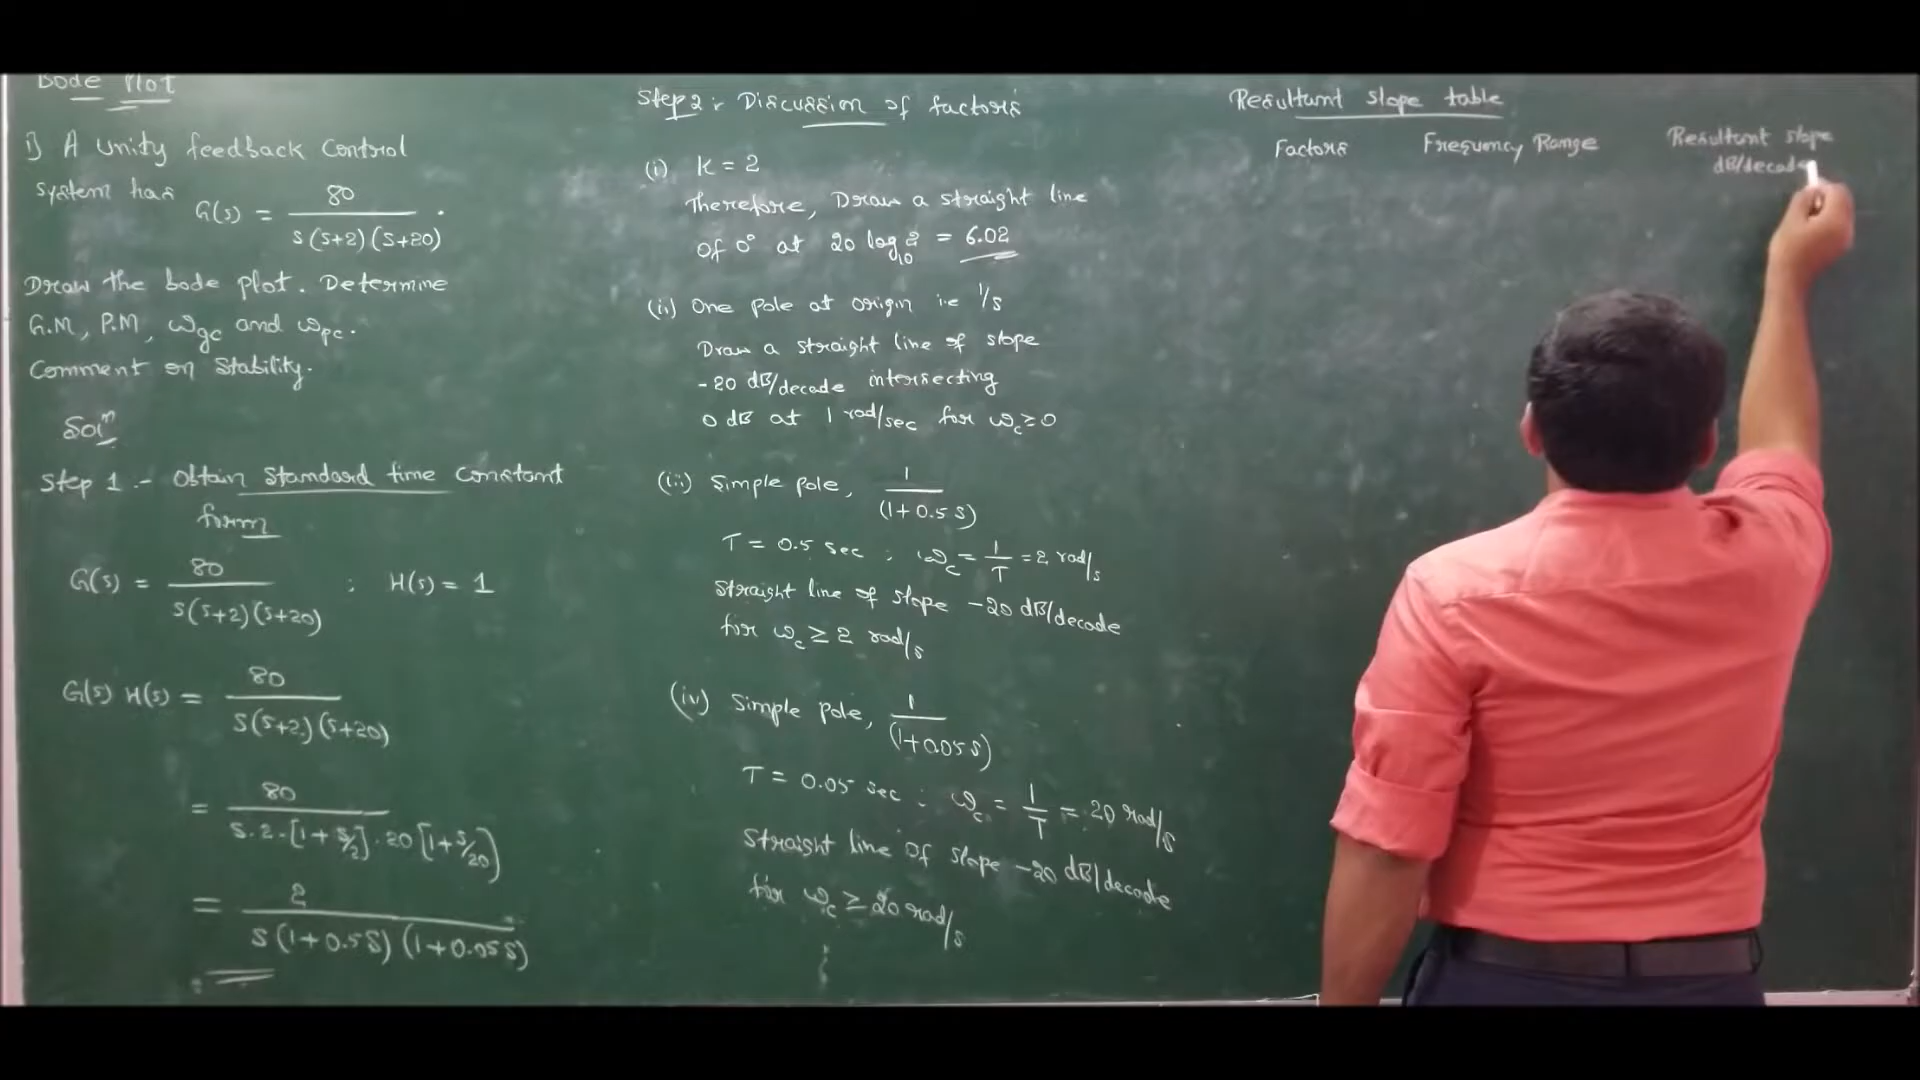 Bode Plot
1) A unity feedback control
system has G(s) = 80 / s(s+2)(s+20) .
Draw the bode plot. Determine
G.M, P.M, ωgc and ωpc.
Comment on Stability.
Solⁿ
Step 1 :- Obtain Standard time Constant
form
G(s) = 80 / s(s+2)(s+20) ; H(s) = 1
G(s) H(s) = 80 / s(s+2)(s+20)
= 80 / s·2·[1+s/2]·20[1+s/20]
= 2 / s(1+0.5s)(1+0.05s)
Step 2 : Discussion of factors
(i) K = 2
Therefore, Draw a straight line
of 0° at 20 log₁₀ 2 = 6.02
(ii) One pole at origin i.e 1/s
Draw a straight line of slope
-20 dB/decade intersecting
0 dB at 1 rad/sec for ωc ≥ 0
(iii) Simple pole, 1 / (1+0.5s)
T = 0.5 sec ; ωc = 1/T = 2 rad/s
Straight line of slope -20 dB/decade
for ωc ≥ 2 rad/s
(iv) Simple pole, 1 / (1+0.05s)
T = 0.05 sec ; ωc = 1/T = 20 rad/s
Straight line of slope -20 dB/decade
for ωc ≥ 20 rad/s
Resultant slope table
Factors Frequency Range Resultant slope
dB/decade